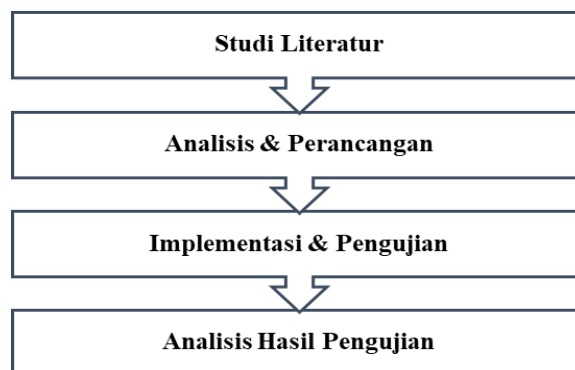 Studi Literatur
Analisis & Perancangan
Implementasi & Pengujian
Analisis Hasil Pengujian